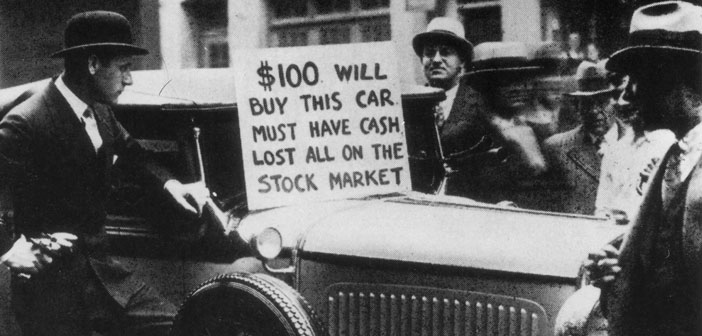 $100 WILL
BUY THIS CAR
MUST HAVE CASH
LOST ALL ON THE
STOCK MARKET